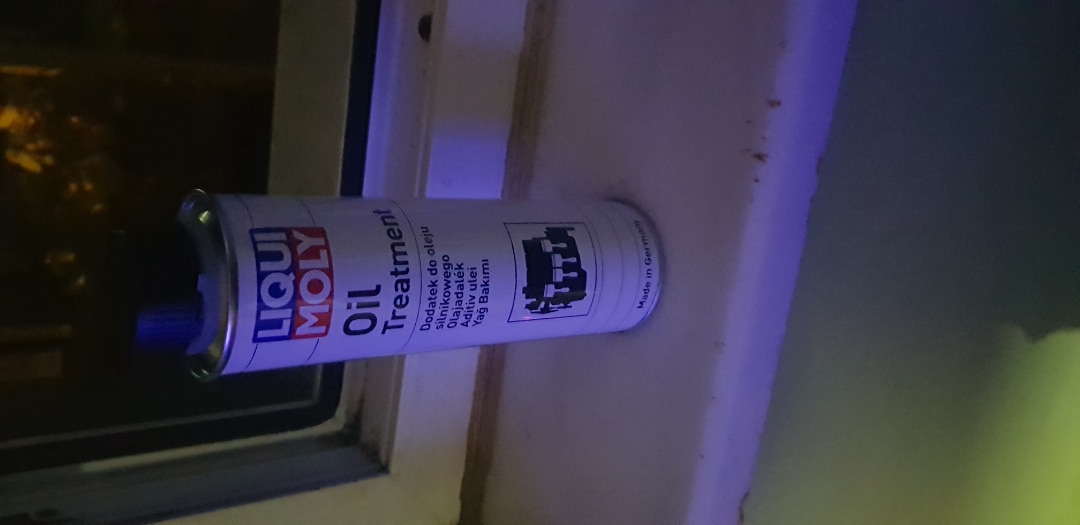 LIQUI
MOLY
Oil
Treatment
Dodatek do oleju
silnikowego
Olajadalék
Aditiv ulei
Yağ Bakımı
Made in Germany